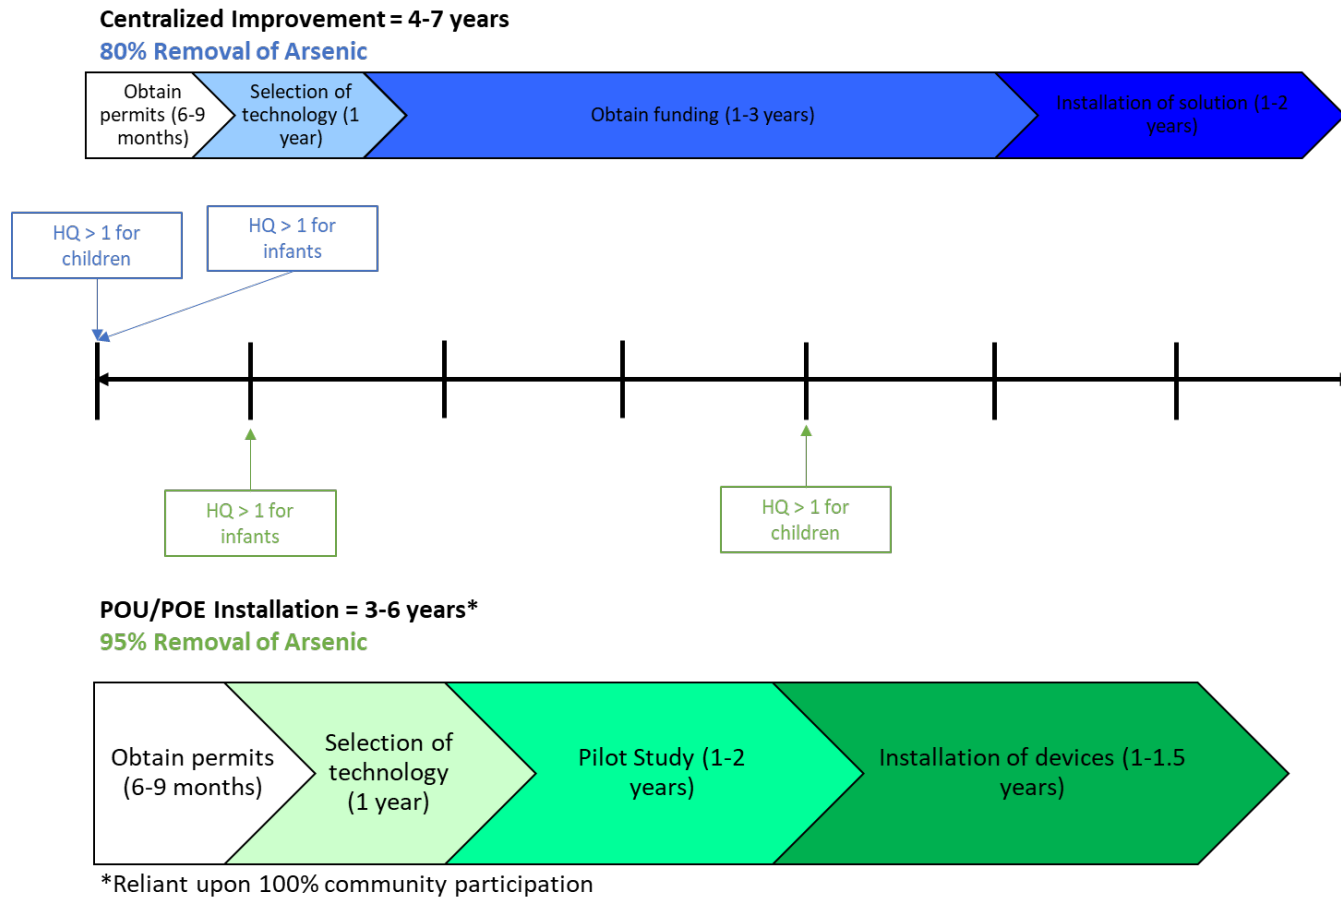 Centralized Improvement = 4-7 years
80% Removal of Arsenic
Obtain
permits (6-9
months)
Selection of
technology (1
year)
Obtain funding (1-3 years)
Installation of solution (1-2
years)
HQ > 1 for
children
HQ > 1 for
infants
HQ > 1 for
infants
HQ > 1 for
children
POU/POE Installation = 3-6 years*
95% Removal of Arsenic
Obtain permits
(6-9 months)
Selection of
technology
(1 year)
Pilot Study (1-2
years)
Installation of devices (1-1.5
years)
*Reliant upon 100% community participation